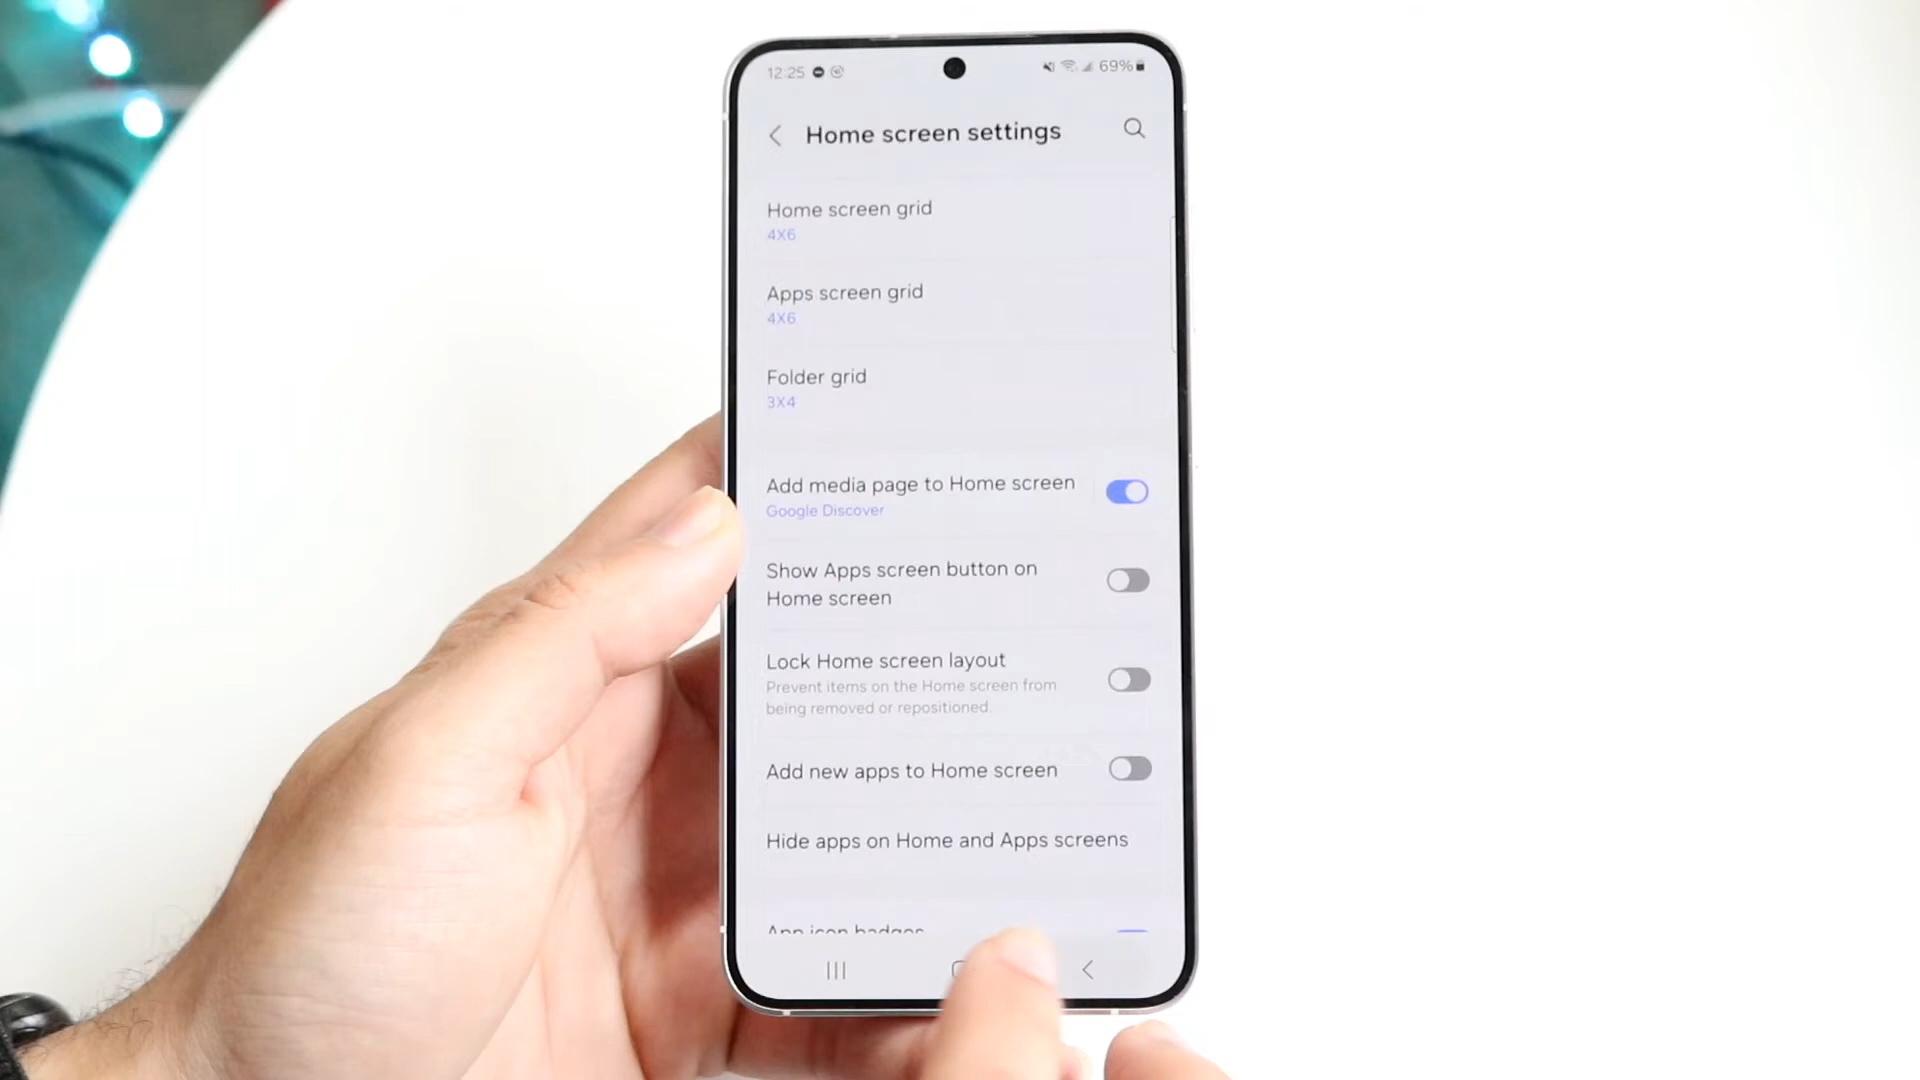 12:25
69%
Home screen settings
Home screen grid
4X6
Apps screen grid
4X6
Folder grid
3X4
Add media page to Home screen
Google Discover
Show Apps screen button on
Home screen
Lock Home screen layout
Prevent items on the Home screen from
being removed or repositioned.
Add new apps to Home screen
Hide apps on Home and Apps screens
App icon badges